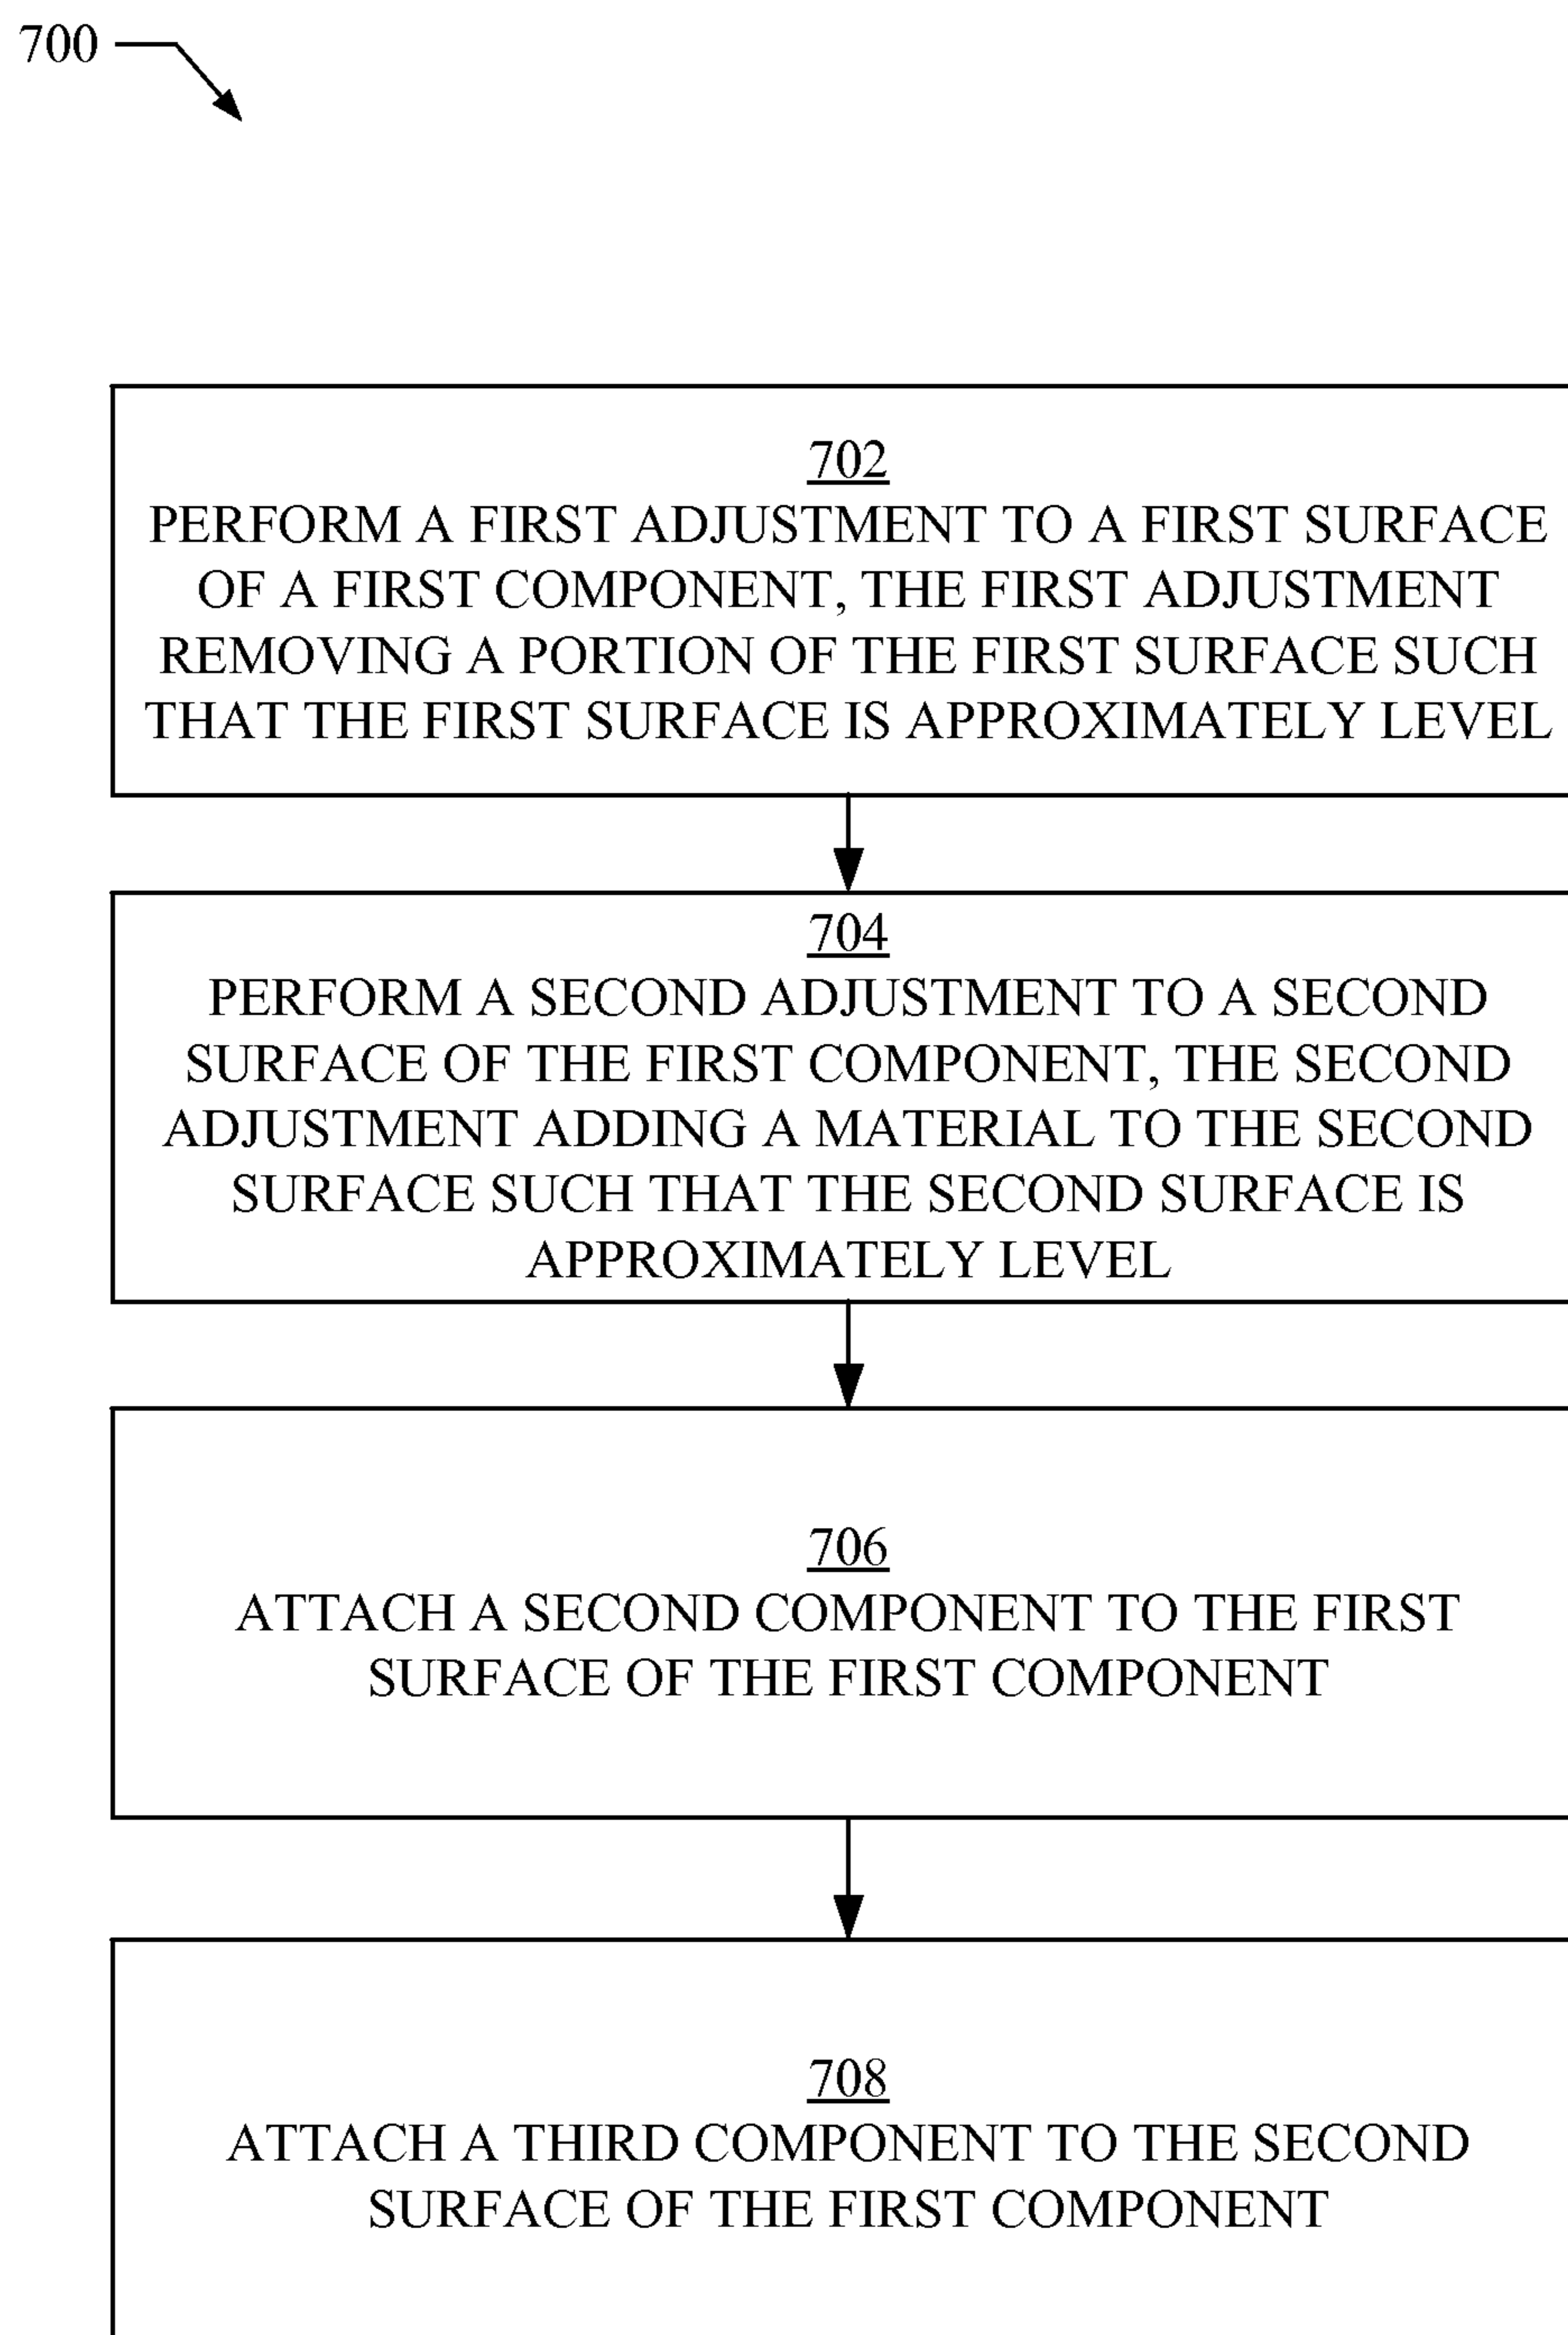 700
702
PERFORM A FIRST ADJUSTMENT TO A FIRST SURFACE
OF A FIRST COMPONENT, THE FIRST ADJUSTMENT
REMOVING A PORTION OF THE FIRST SURFACE SUCH
THAT THE FIRST SURFACE IS APPROXIMATELY LEVEL
704
PERFORM A SECOND ADJUSTMENT TO A SECOND
SURFACE OF THE FIRST COMPONENT, THE SECOND
ADJUSTMENT ADDING A MATERIAL TO THE SECOND
SURFACE SUCH THAT THE SECOND SURFACE IS
APPROXIMATELY LEVEL
706
ATTACH A SECOND COMPONENT TO THE FIRST
SURFACE OF THE FIRST COMPONENT
708
ATTACH A THIRD COMPONENT TO THE SECOND
SURFACE OF THE FIRST COMPONENT